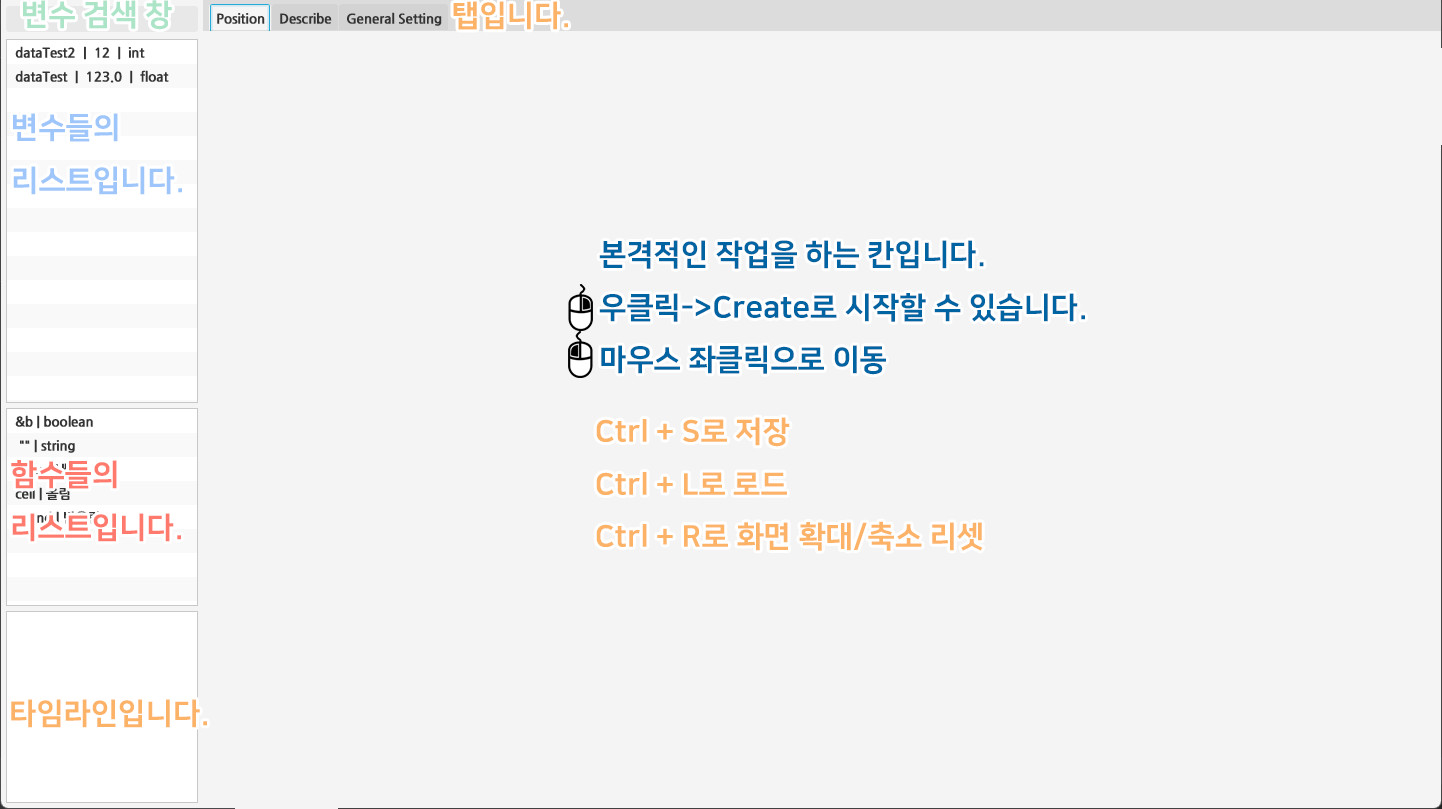 변수 검색 창
Position Describe General Setting 탭입니다.
dataTest2 | 12 | int
dataTest | 123.0 | float
변수들의
리스트입니다.
본격적인 작업을 하는 칸입니다.
우클릭->Create로 시작할 수 있습니다.
마우스 좌클릭으로 이동
Ctrl + S로 저장
Ctrl + L로 로드
Ctrl + R로 화면 확대/축소 리셋
&b | boolean
"" | string
함수들의
cell | 올림
리스트입니다.
타임라인입니다.